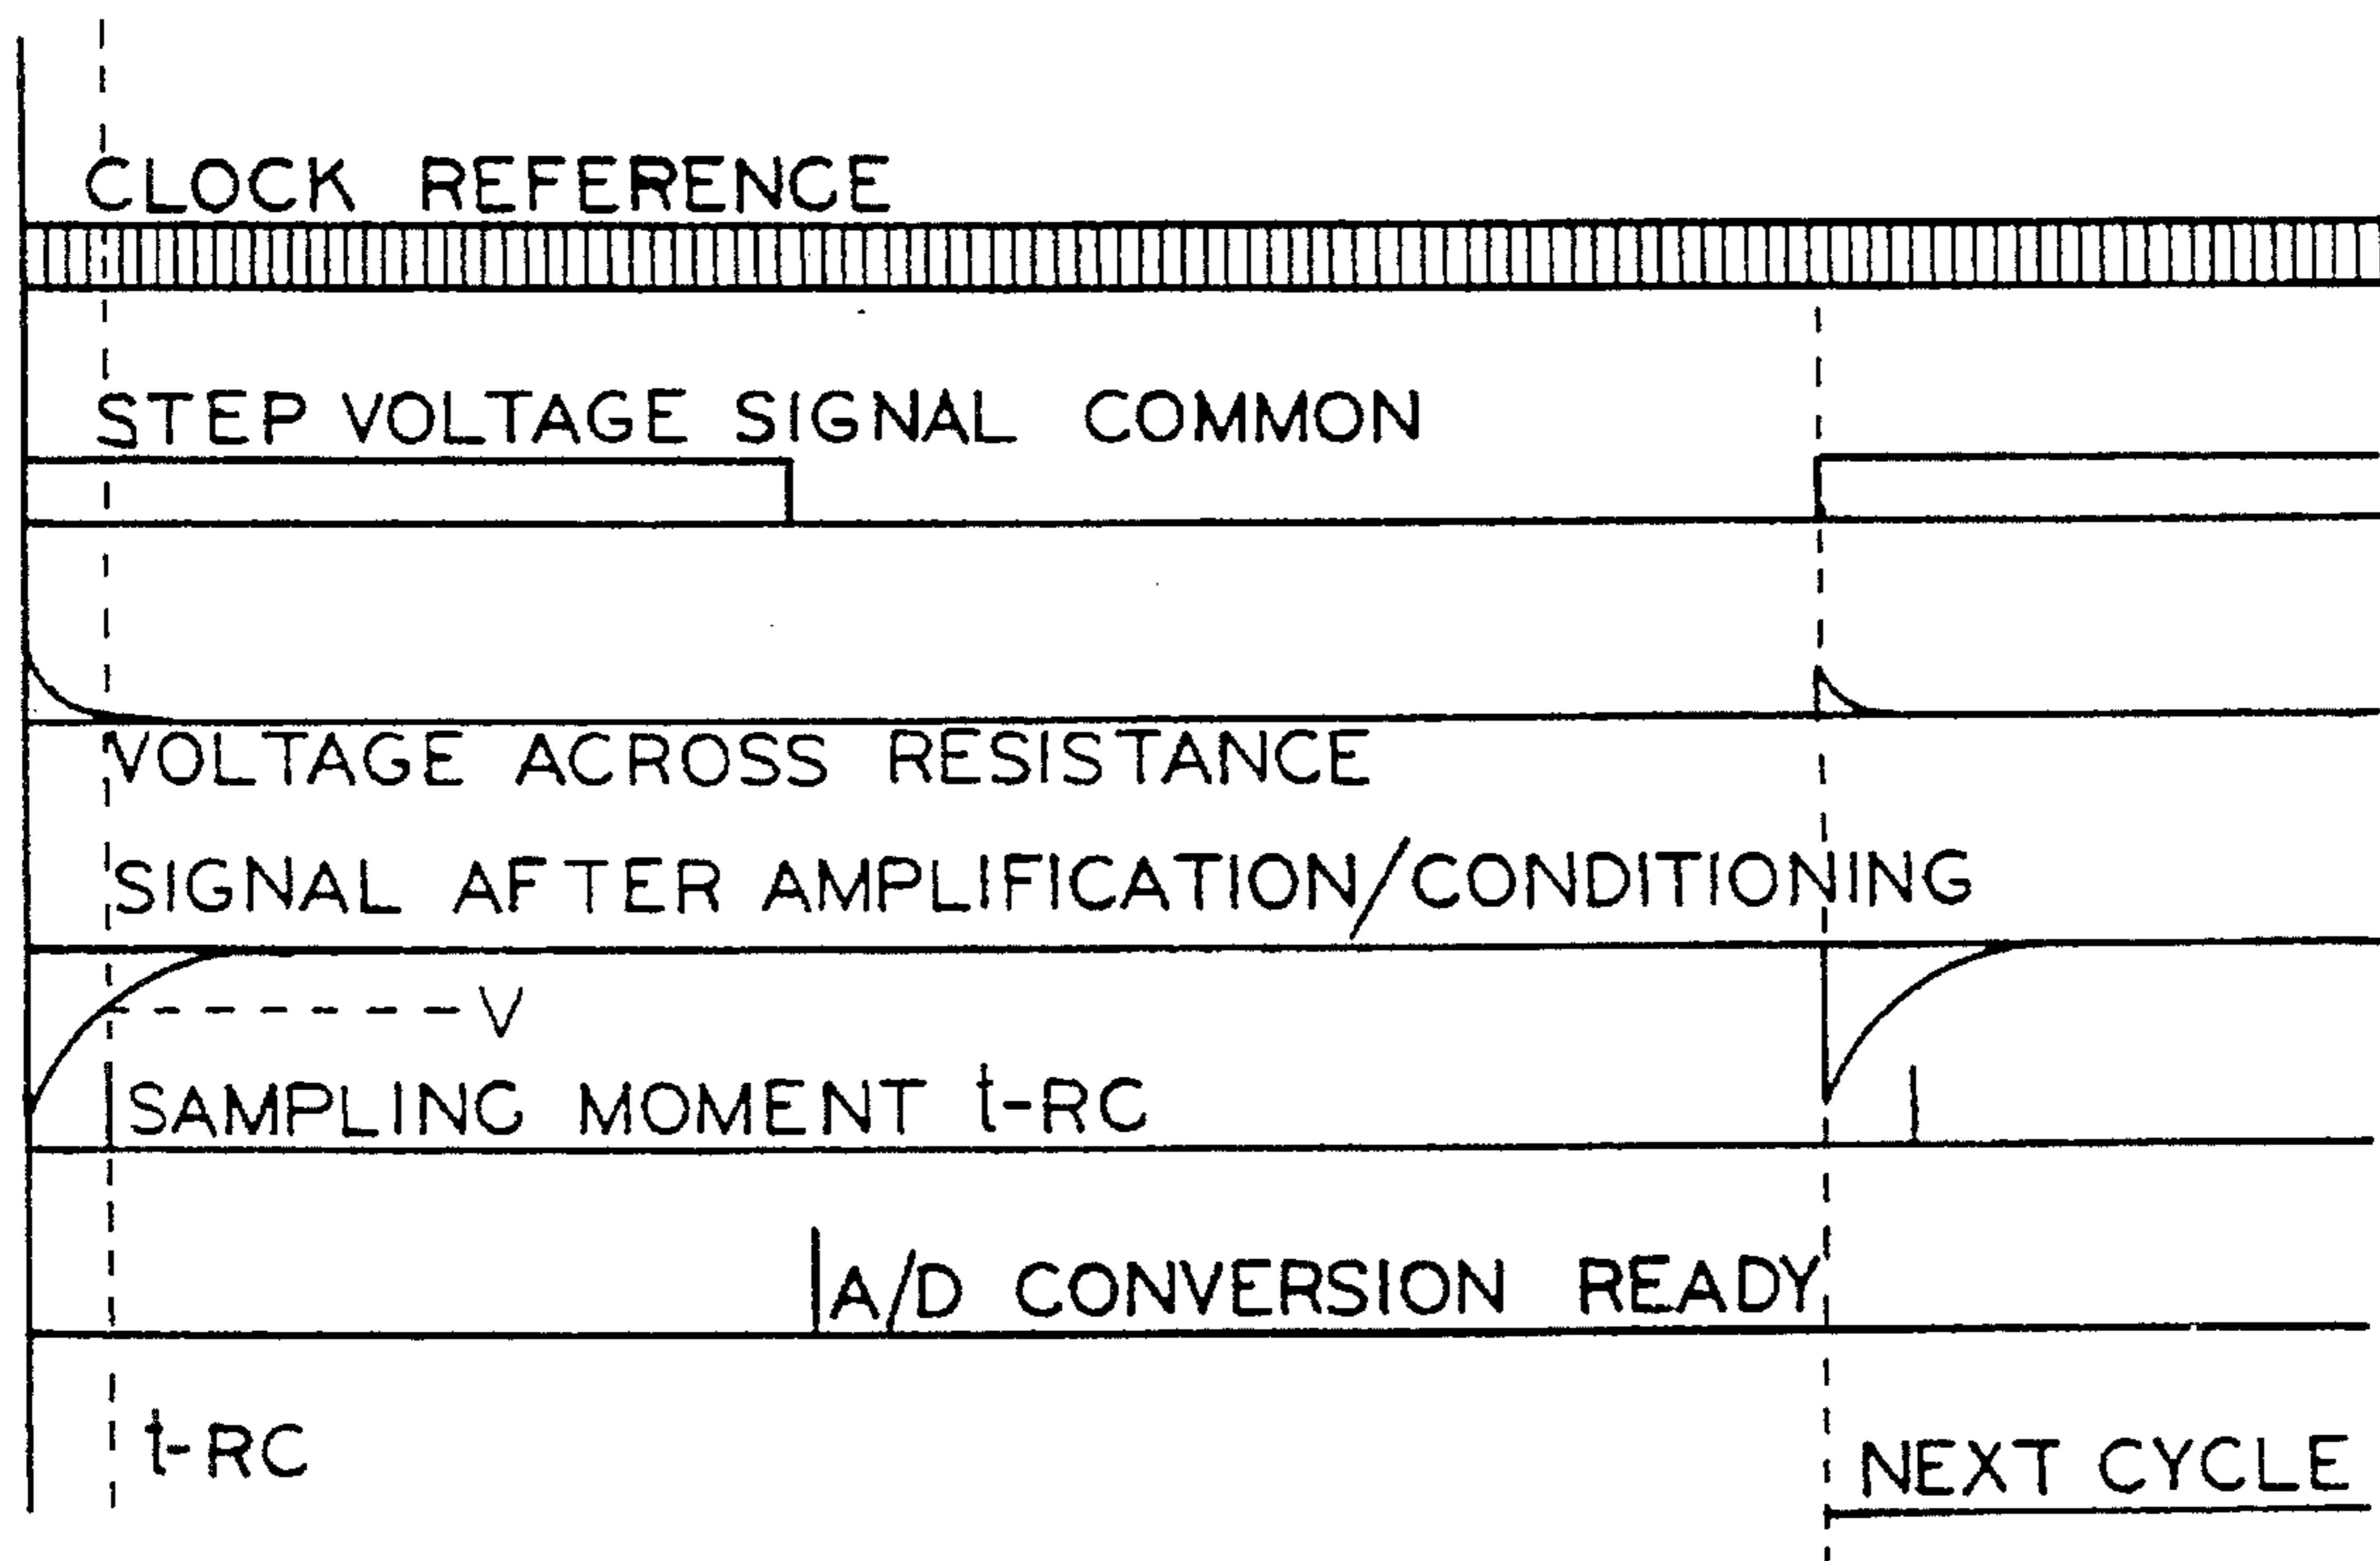 CLOCK REFERENCE
STEP VOLTAGE SIGNAL COMMON
VOLTAGE ACROSS RESISTANCE
SIGNAL AFTER AMPLIFICATION/CONDITIONING
V
SAMPLING MOMENT t-RC
A/D CONVERSION READY
t-RC
NEXT CYCLE